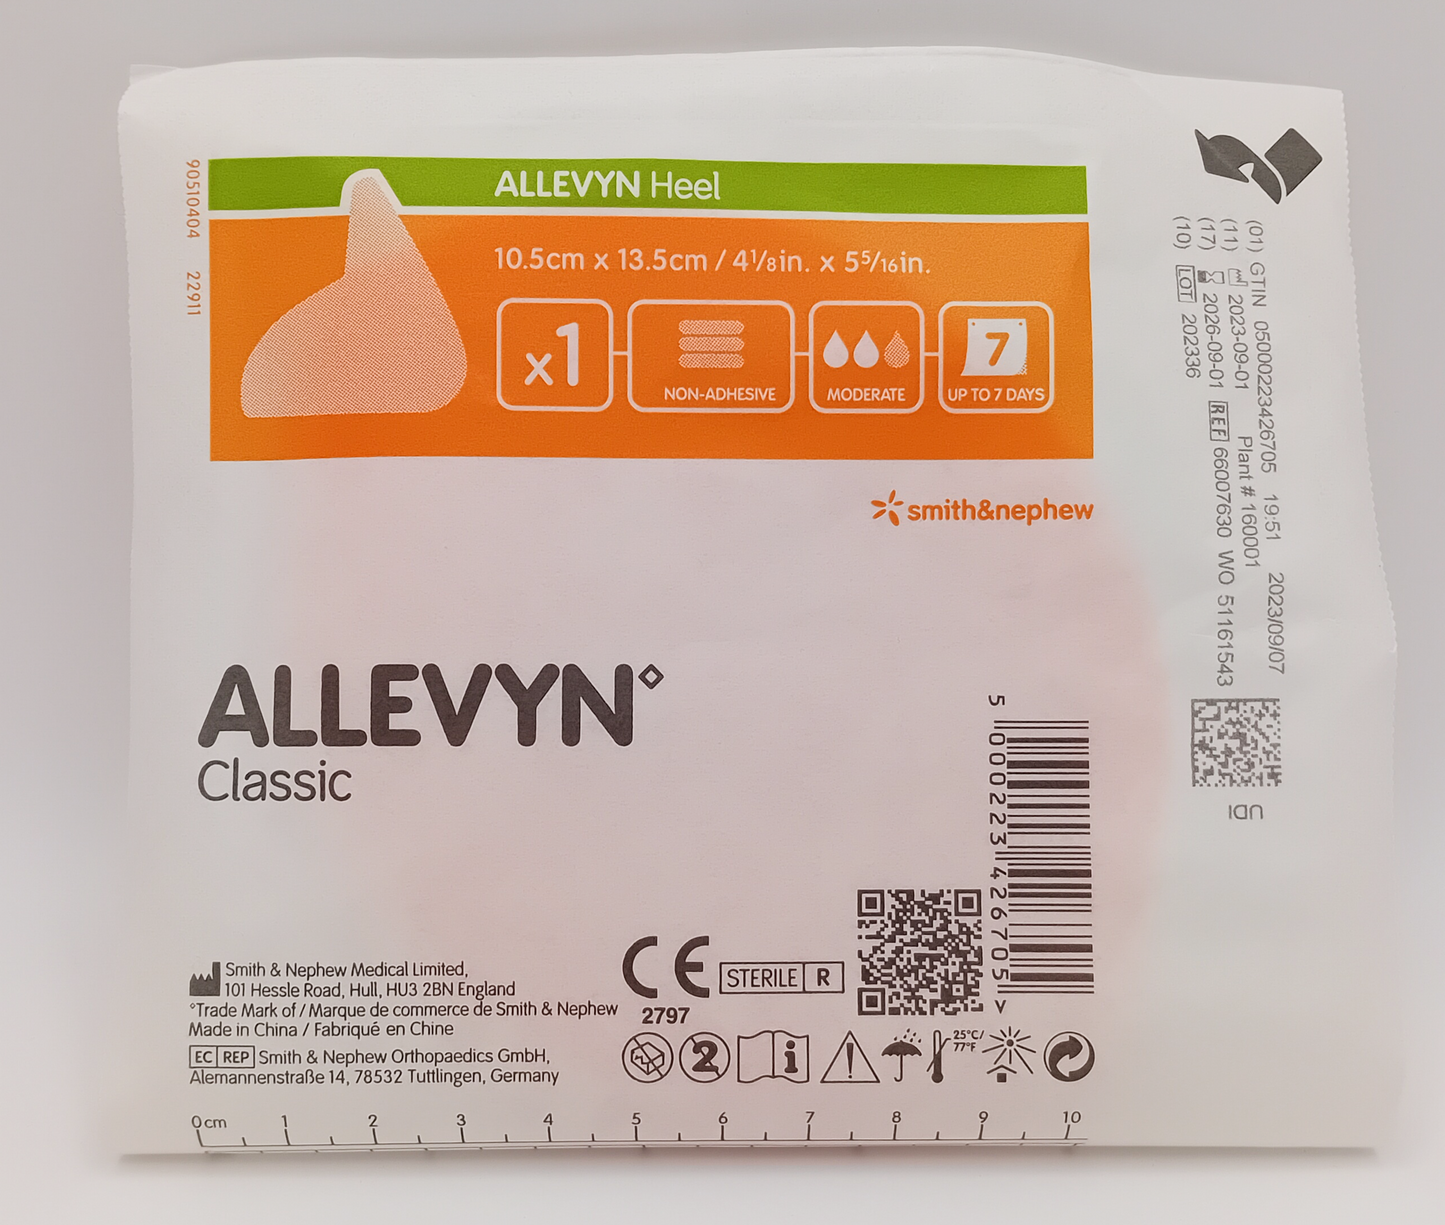 90510404 22911
ALLEVYN Heel
10.5cm x 13.5cm / 4⅛in. x 5⁵⁄₁₆in.
x1
NON-ADHESIVE
MODERATE
7
UP TO 7 DAYS
smith&nephew
ALLEVYN◇
Classic
Smith & Nephew Medical Limited,
101 Hessle Road, Hull, HU3 2BN England
◇Trade Mark of / Marque de commerce de Smith & Nephew
Made in China / Fabriqué en Chine
EC REP Smith & Nephew Orthopaedics GmbH,
Alemannenstraße 14, 78532 Tuttlingen, Germany
CE
2797
STERILE R
2
i
25°C/
77°F
5 000223 426705 >
0cm 1 2 3 4 5 6 7 8 9 10
(01) GTIN 05000223426705 19:51 2023/09/07
(11) 2023-09-01 Plant # 160001
(17) 2026-09-01 REF 66007630 WO 51161543
(10) LOT 202336
UDI